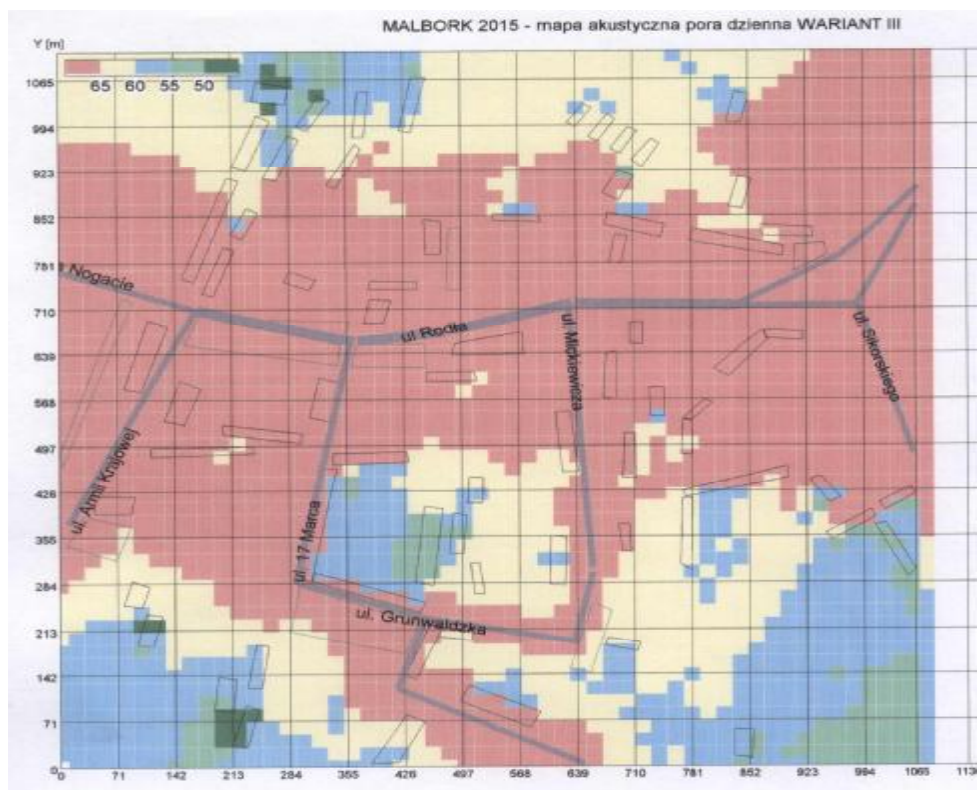 MALBORK 2015 - mapa akustyczna pora dzienna WARIANT III
Y [m]
65 60 55 50
1065
994
923
852
781
710
639
568
497
426
355
284
213
142
71
0
Nogacie
ul. Rodła
ul. Mickiewicza
ul. Sikorskiego
ul. Armii Krajowej
ul. 17 Marca
ul. Grunwaldzka
0 71 142 213 284 355 426 497 568 639 710 781 852 923 994 1065 113